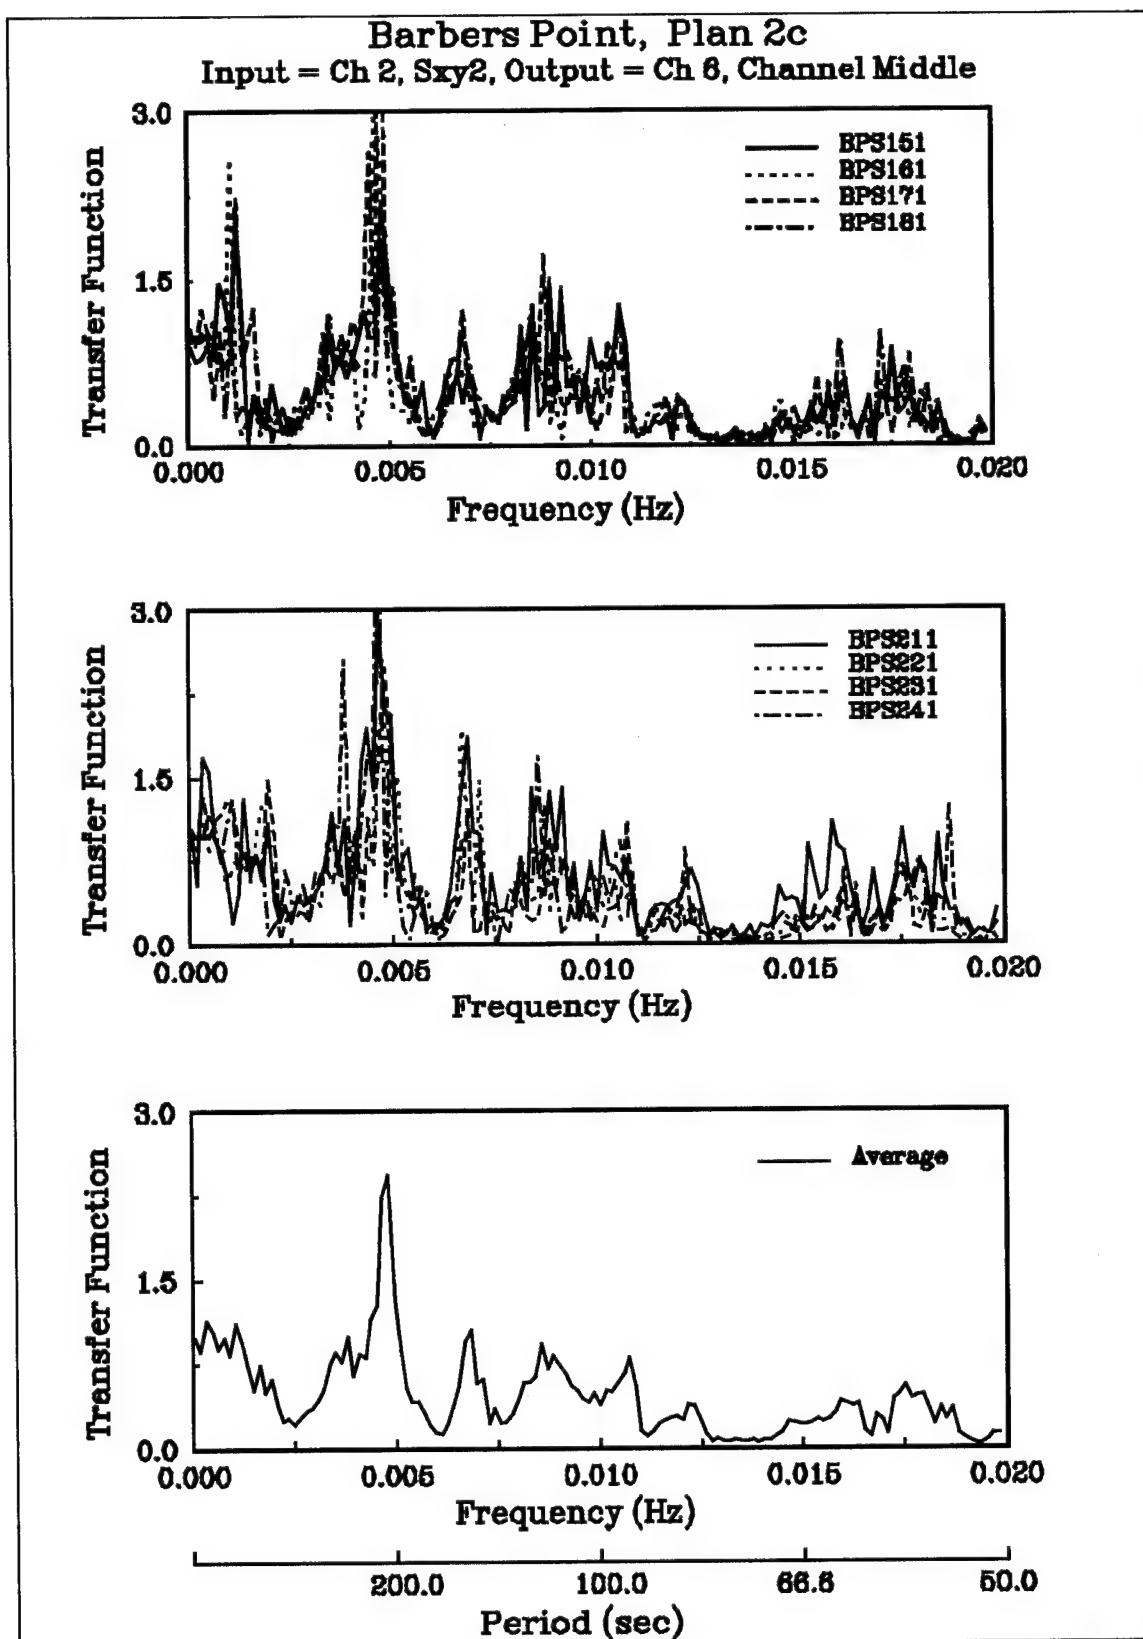 Barbers Point, Plan 2c
Input = Ch 2, Sxy2, Output = Ch 6, Channel Middle
3.0
1.5
0.0
Transfer Function
BPS151
BPS161
BPS171
BPS181
0.000 0.005 0.010 0.015 0.020
Frequency (Hz)
3.0
1.5
0.0
Transfer Function
BPS211
BPS221
BPS231
BPS241
0.000 0.005 0.010 0.015 0.020
Frequency (Hz)
3.0
1.5
0.0
Transfer Function
Average
0.000 0.005 0.010 0.015 0.020
Frequency (Hz)
200.0 100.0 66.6 50.0
Period (sec)